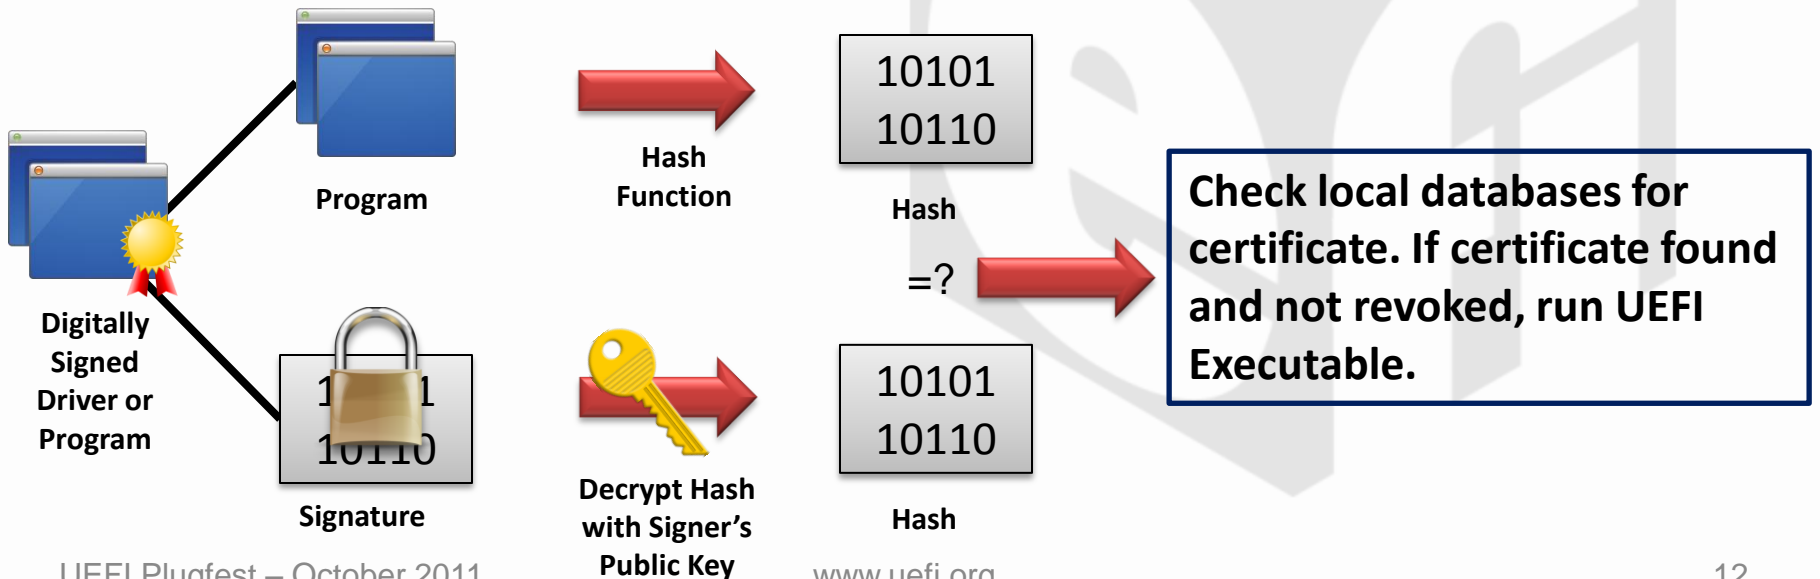 Program
Hash
Function
10101
10110
Hash
=?
Digitally
Signed
Driver or
Program
10110
Signature
Decrypt Hash
with Signer's
Public Key
10101
10110
Hash
Check local databases for
certificate. If certificate found
and not revoked, run UEFI
Executable.
UEFI Plugfest – October 2011
www.uefi.org
12